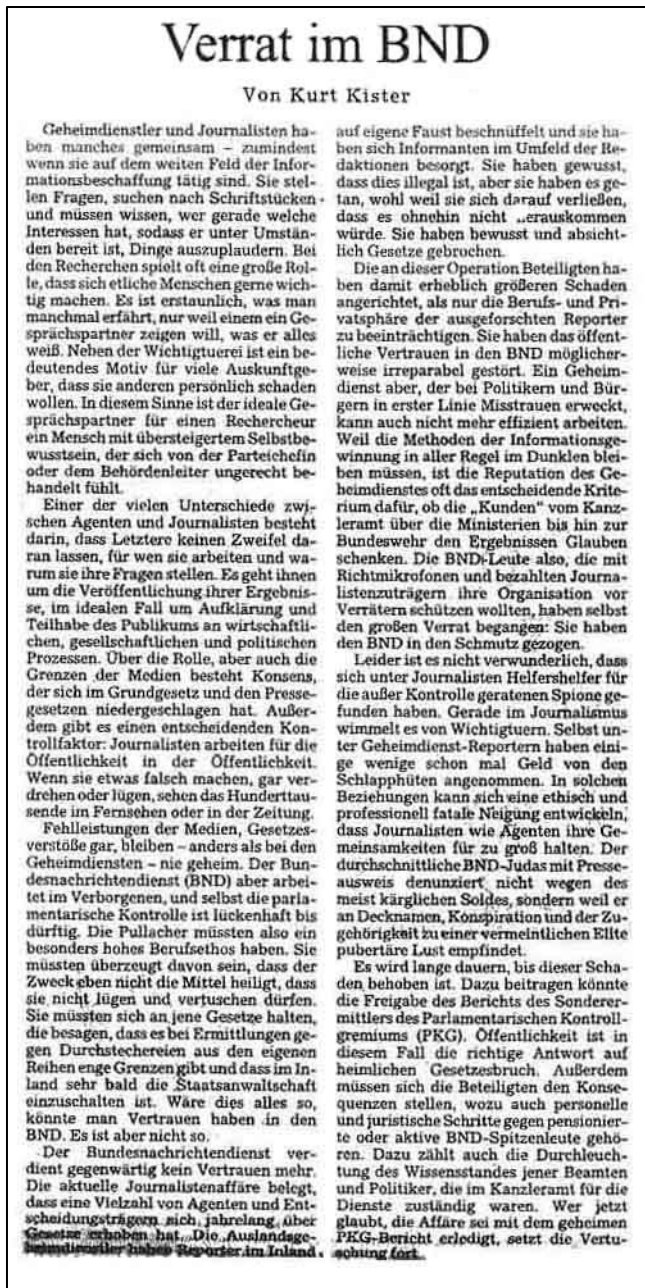 Verrat im BND
Von Kurt Kister
Geheimdienstler und Journalisten ha-
ben manches gemeinsam – zumindest
wenn sie auf dem weiten Feld der Infor-
mationsbeschaffung tätig sind. Sie stel-
len Fragen, suchen nach Schriftstücken
und müssen wissen, wer gerade welche
Interessen hat, sodass er unter Umstän-
den bereit ist, Dinge auszuplaudern. Bei
den Recherchen spielt oft eine große Rol-
le, dass sich etliche Menschen gerne wich-
tig machen. Es ist erstaunlich, was man
manchmal erfährt, nur weil einem ein Ge-
sprächspartner zeigen will, was er alles
weiß. Neben der Wichtigtuerei ist ein be-
deutendes Motiv für viele Auskunftge-
ber, dass sie anderen persönlich schaden
wollen. In diesem Sinne ist der ideale Ge-
sprächspartner für einen Rechercheur
ein Mensch mit übersteigertem Selbstbe-
wusstsein, der sich von der Parteichefin
oder dem Behördenleiter ungerecht be-
handelt fühlt.
Einer der vielen Unterschiede zwi-
schen Agenten und Journalisten besteht
darin, dass Letztere keinen Zweifel da-
ran lassen, für wen sie arbeiten und wa-
rum sie ihre Fragen stellen. Es geht ihnen
um die Veröffentlichung ihrer Ergebnis-
se, im idealen Fall um Aufklärung und
Teilhabe des Publikums an wirtschaftli-
chen, gesellschaftlichen und politischen
Prozessen. Über die Rolle, aber auch die
Grenzen der Medien besteht Konsens,
der sich im Grundgesetz und den Presse-
gesetzen niedergeschlagen hat. Außer-
dem gibt es einen entscheidenden Kon-
trollfaktor: Journalisten arbeiten für die
Öffentlichkeit in der Öffentlichkeit.
Wenn sie etwas falsch machen, gar ver-
drehen oder lügen, sehen das Hunderttau-
sende im Fernsehen oder in der Zeitung.
Fehlleistungen der Medien, Gesetzes-
verstöße gar, bleiben – anders als bei den
Geheimdiensten – nie geheim. Der Bun-
desnachrichtendienst (BND) aber arbei-
tet im Verborgenen, und selbst die parla-
mentarische Kontrolle ist lückenhaft bis
dürftig. Die Pullacher müssten also ein
besonders hohes Berufsethos haben. Sie
müssten überzeugt davon sein, dass der
Zweck eben nicht die Mittel heiligt, dass
sie nicht lügen und vertuschen dürfen.
Sie müssten sich an jene Gesetze halten,
die besagen, dass es bei Ermittlungen ge-
gen Durchstechereien aus den eigenen
Reihen enge Grenzen gibt und dass im In-
land sehr bald die Staatsanwaltschaft
einzuschalten ist. Wäre dies alles so,
könnte man Vertrauen haben in den
BND. Es ist aber nicht so.
Der Bundesnachrichtendienst ver-
dient gegenwärtig kein Vertrauen mehr.
Die aktuelle Journalistenaffäre belegt,
dass eine Vielzahl von Agenten und Ent-
scheidungsträgern sich jahrelang über
Gesetze erhoben hat. Die Auslandsge-
heimdienstler haben Reporter im Inland
auf eigene Faust beschnüffelt und sie ha-
ben sich Informanten im Umfeld der Re-
daktionen besorgt. Sie haben gewusst,
dass dies illegal ist, aber sie haben es ge-
tan, wohl weil sie sich darauf verließen,
dass es ohnehin nicht erauskommen
würde. Sie haben bewusst und absicht-
lich Gesetze gebrochen.
Die an dieser Operation Beteiligten ha-
ben damit erheblich größeren Schaden
angerichtet, als nur die Berufs- und Pri-
vatsphäre der ausgeforschten Reporter
zu beeinträchtigen. Sie haben das öffent-
liche Vertrauen in den BND möglicher-
weise irreparabel gestört. Ein Geheim-
dienst aber, der bei Politikern und Bür-
gern in erster Linie Misstrauen erweckt,
kann auch nicht mehr effizient arbeiten.
Weil die Methoden der Informationsge-
winnung in aller Regel im Dunklen blei-
ben müssen, ist die Reputation des Ge-
heimdienstes oft das entscheidende Krite-
rium dafür, ob die „Kunden“ vom Kanz-
leramt über die Ministerien bis hin zur
Bundeswehr den Ergebnissen Glauben
schenken. Die BND-Leute also, die mit
Richtmikrofonen und bezahlten Journa-
listenzuträgern ihre Organisation vor
Verrätern schützen wollten, haben selbst
den großen Verrat begangen: Sie haben
den BND in den Schmutz gezogen.
Leider ist es nicht verwunderlich, dass
sich unter Journalisten Helfershelfer für
die außer Kontrolle geratenen Spione ge-
funden haben. Gerade im Journalismus
wimmelt es von Wichtigtuern. Selbst un-
ter Geheimdienst-Reportern haben eini-
ge wenige schon mal Geld von den
Schlapphüten angenommen. In solchen
Beziehungen kann sich eine ethisch und
professionell fatale Neigung entwickeln,
dass Journalisten wie Agenten ihre Ge-
meinsamkeiten für zu groß halten. Der
durchschnittliche BND-Judas mit Presse-
ausweis denunziert nicht wegen des
meist kärglichen Soldes, sondern weil er
an Decknamen, Konspiration und der Zu-
gehörigkeit zu einer vermeintlichen Elite
pubertäre Lust empfindet.
Es wird lange dauern, bis dieser Scha-
den behoben ist. Dazu beitragen könnte
die Freigabe des Berichts des Sonderer-
mittlers des Parlamentarischen Kontroll-
gremiums (PKG). Öffentlichkeit ist in
diesem Fall die richtige Antwort auf
heimlichen Gesetzesbruch. Außerdem
müssen sich die Beteiligten den Konse-
quenzen stellen, wozu auch personelle
und juristische Schritte gegen pensionier-
te oder aktive BND-Spitzenleute gehö-
ren. Dazu zählt auch die Durchleuch-
tung des Wissensstandes jener Beamten
und Politiker, die im Kanzleramt für die
Dienste zuständig waren. Wer jetzt
glaubt, die Affäre sei mit dem geheimen
PKG-Bericht erledigt, setzt die Vertu-
schung fort.